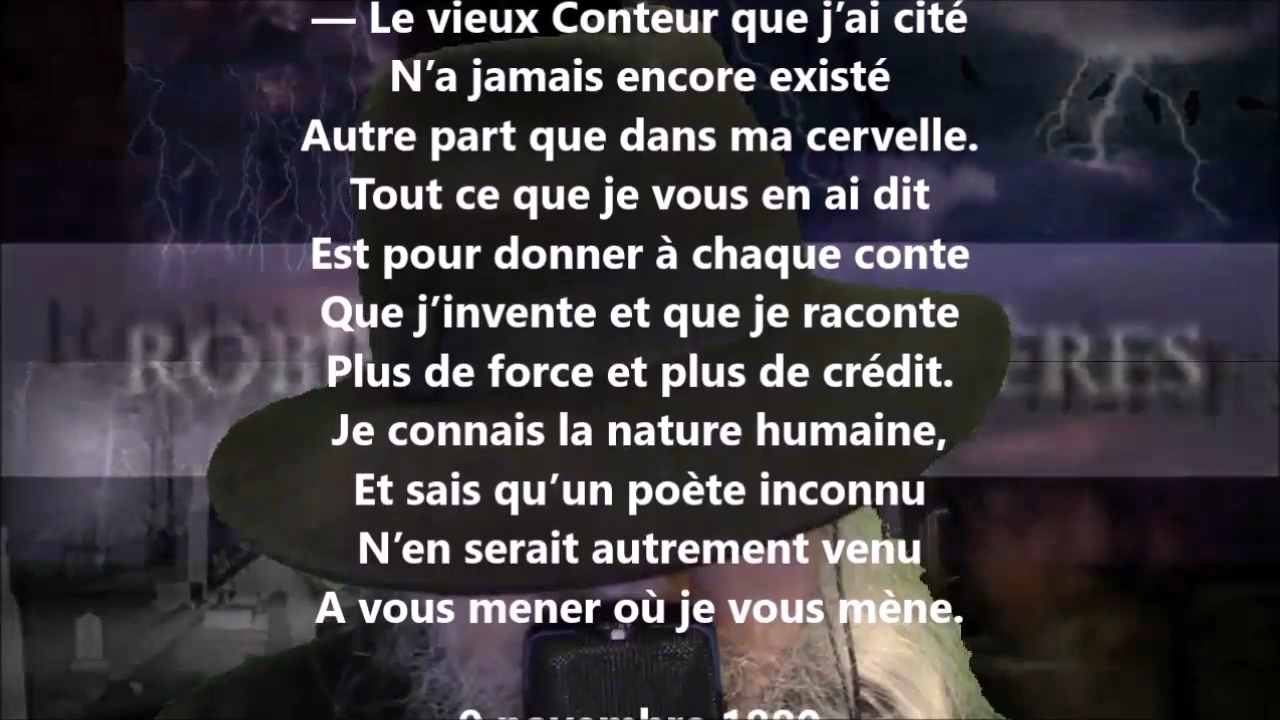 — Le vieux Conteur que j’ai cité
N’a jamais encore existé
Autre part que dans ma cervelle.
Tout ce que je vous en ai dit
Est pour donner à chaque conte
Que j’invente et que je raconte
Plus de force et plus de crédit.
Je connais la nature humaine,
Et sais qu’un poète inconnu
N’en serait autrement venu
A vous mener où je vous mène.
novembre